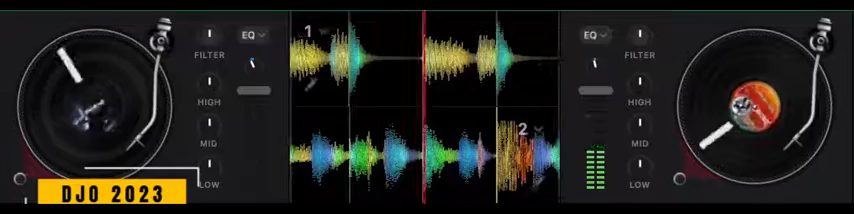 EQ
FILTER
HIGH
MID
LOW
DJO 2023
1
2
EQ
FILTER
HIGH
MID
LOW